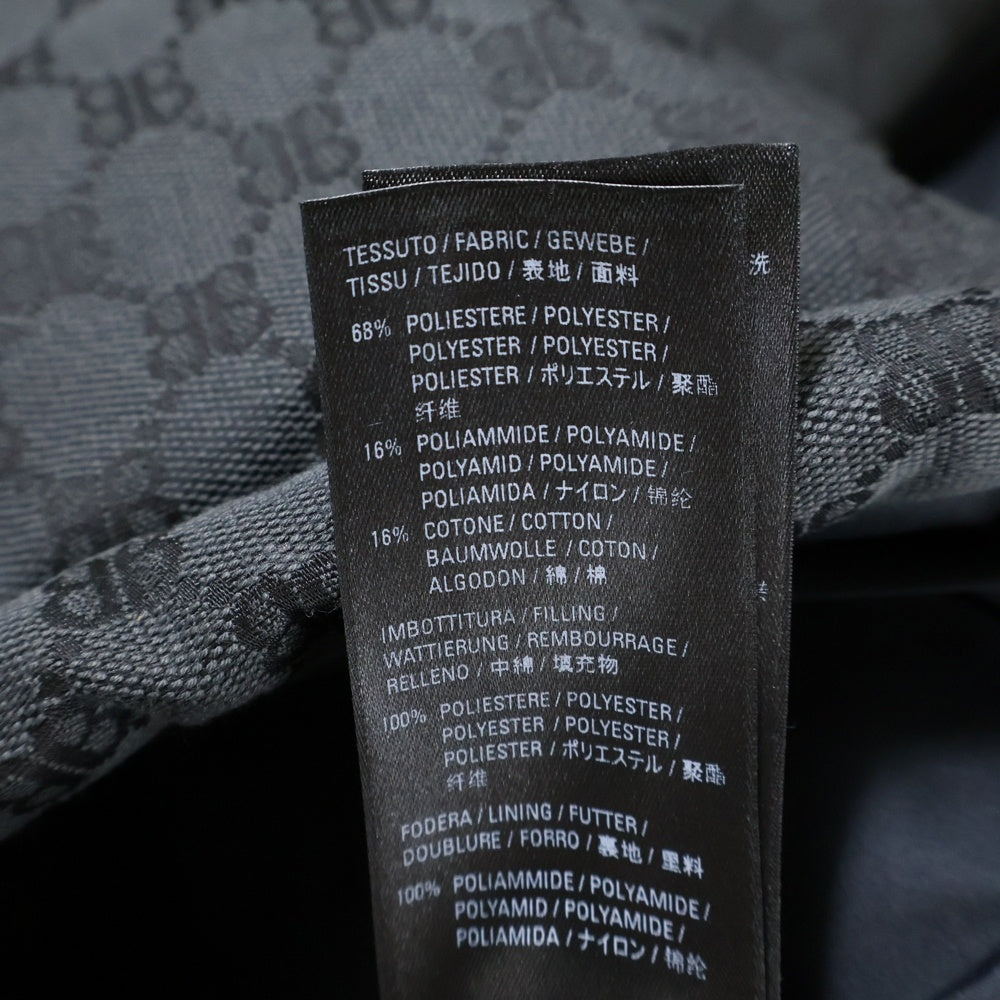 TESSUTO / FABRIC / GEWEBE /
TISSU / TEJIDO / 表地 / 面料
68% POLIESTERE / POLYESTER /
POLYESTER / POLYESTER /
POLIESTER / ポリエステル / 聚酯
纤维
16% POLIAMMIDE / POLYAMIDE /
POLYAMID / POLYAMIDE /
POLIAMIDA / ナイロン / 锦纶
16% COTONE / COTTON /
BAUMWOLLE / COTON /
ALGODON / 綿 / 棉
IMBOTTITURA / FILLING /
WATTIERUNG / REMBOURRAGE /
RELLENO / 中綿 / 填充物
100% POLIESTERE / POLYESTER /
POLYESTER / POLYESTER /
POLIESTER / ポリエステル / 聚酯
纤维
FODERA / LINING / FUTTER /
DOUBLURE / FORRO / 裏地 / 里料
100% POLIAMMIDE / POLYAMIDE /
POLYAMID / POLYAMIDE /
POLIAMIDA / ナイロン / 锦纶
洗